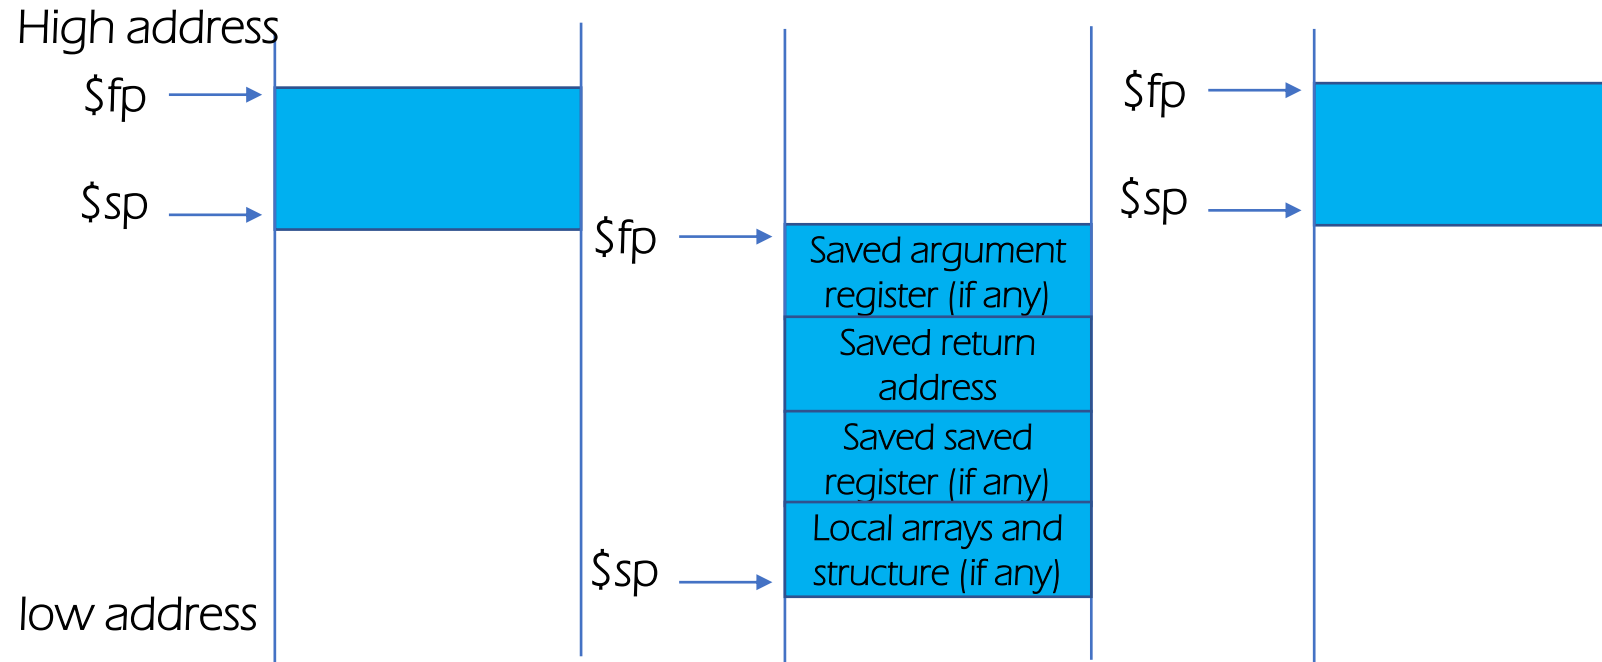 High address
$fp
$sp
low address
$fp
$sp
Saved argument
register (if any)
Saved return
address
Saved saved
register (if any)
Local arrays and
structure (if any)
$fp
$sp